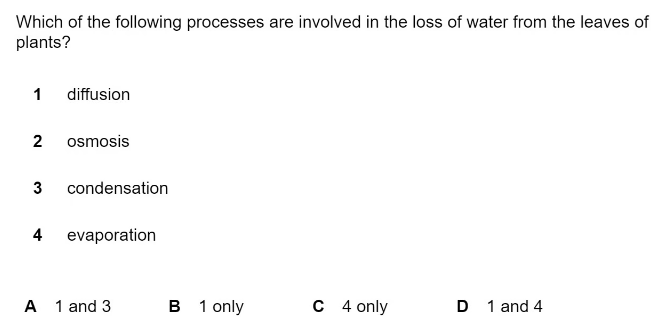 Which of the following processes are involved in the loss of water from the leaves of
plants?
1 diffusion
2 osmosis
3 condensation
4 evaporation
A 1 and 3 B 1 only C 4 only D 1 and 4